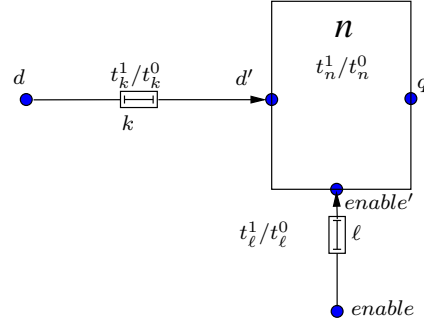 n
d
t_k^1/t_k^0
d′
t_n^1/t_n^0
q
k
enable′
t_ℓ^1/t_ℓ^0
ℓ
enable